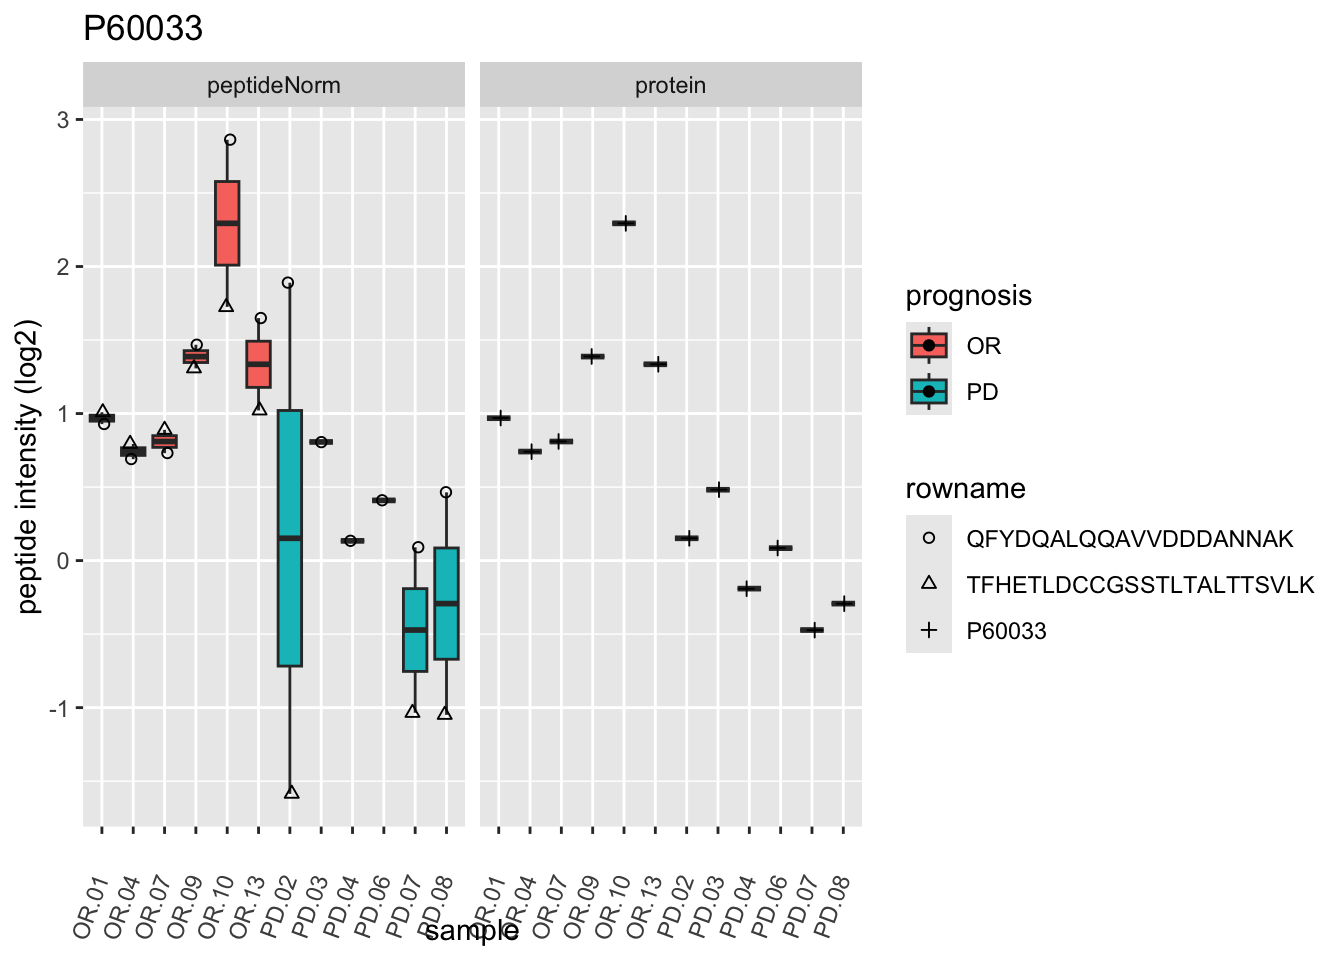 P60033
peptideNorm
protein
3
2
1
0
-1
peptide intensity (log2)
OR.01
OR.04
OR.07
OR.09
OR.10
OR.13
PD.02
PD.03
PD.04
PD.06
PD.07
PD.08
OR.01
OR.04
OR.07
OR.09
OR.10
OR.13
PD.02
PD.03
PD.04
PD.06
PD.07
PD.08
sample
prognosis
OR
PD
rowname
QFYDQALQQAVVDDDANNAK
TFHETLDCCGSSTLTALTTSVLK
P60033